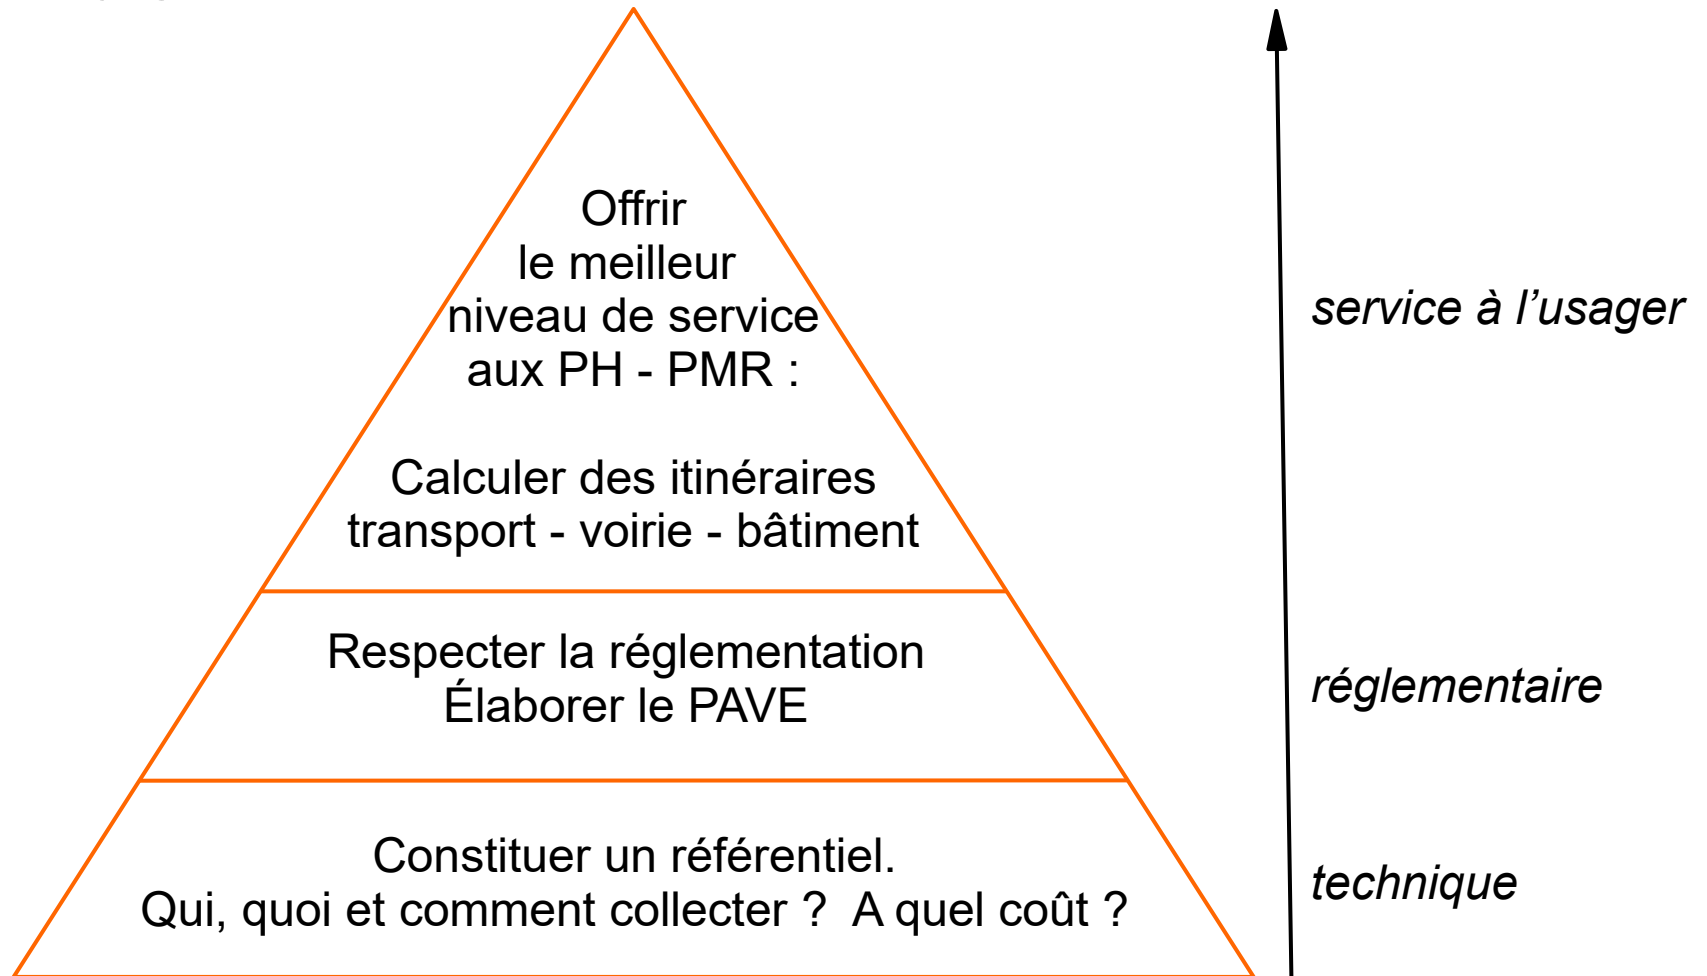 Offrir
le meilleur
niveau de service
aux PH - PMR :
service à l’usager
Calculer des itinéraires
transport - voirie - bâtiment
Respecter la réglementation
Élaborer le PAVE
réglementaire
Constituer un référentiel.
Qui, quoi et comment collecter ?  A quel coût ?
technique